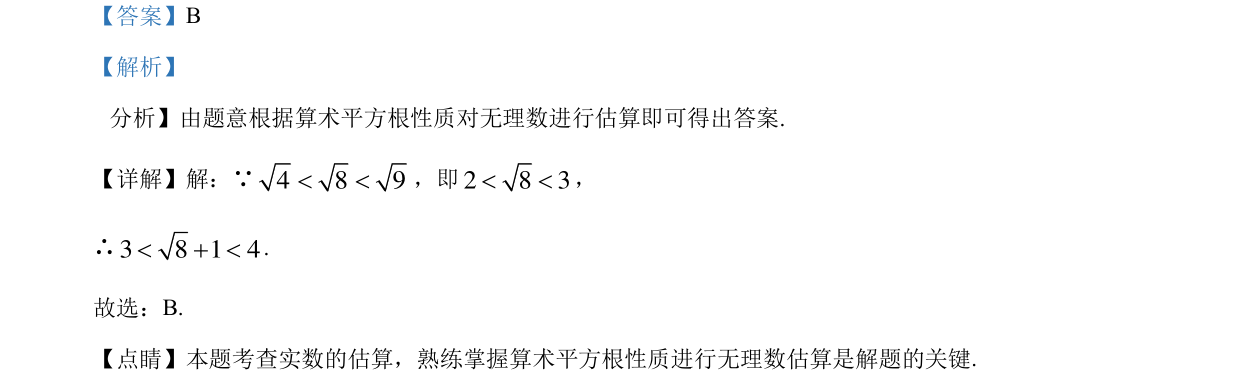 【答案】B
【解析】
分析】由题意根据算术平方根性质对无理数进行估算即可得出答案.
【详解】解：∵√4＜√8＜√9，即2＜√8＜3，
∴3＜√8+1＜4.
故选：B.
【点睛】本题考查实数的估算，熟练掌握算术平方根性质进行无理数估算是解题的关键.